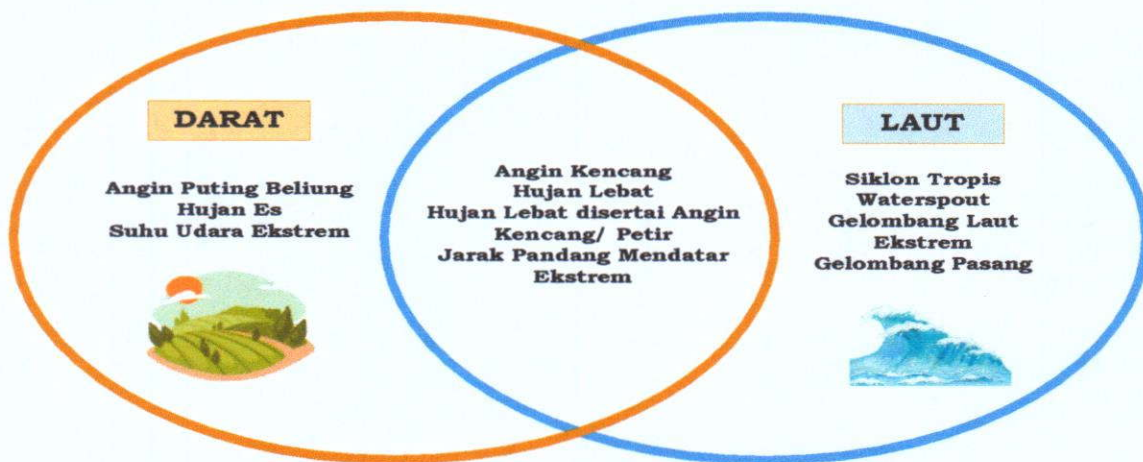 DARAT
Angin Puting Beliung
Hujan Es
Suhu Udara Ekstrem
Angin Kencang
Hujan Lebat
Hujan Lebat disertai Angin
Kencang/ Petir
Jarak Pandang Mendatar
Ekstrem
LAUT
Siklon Tropis
Waterspout
Gelombang Laut
Ekstrem
Gelombang Pasang